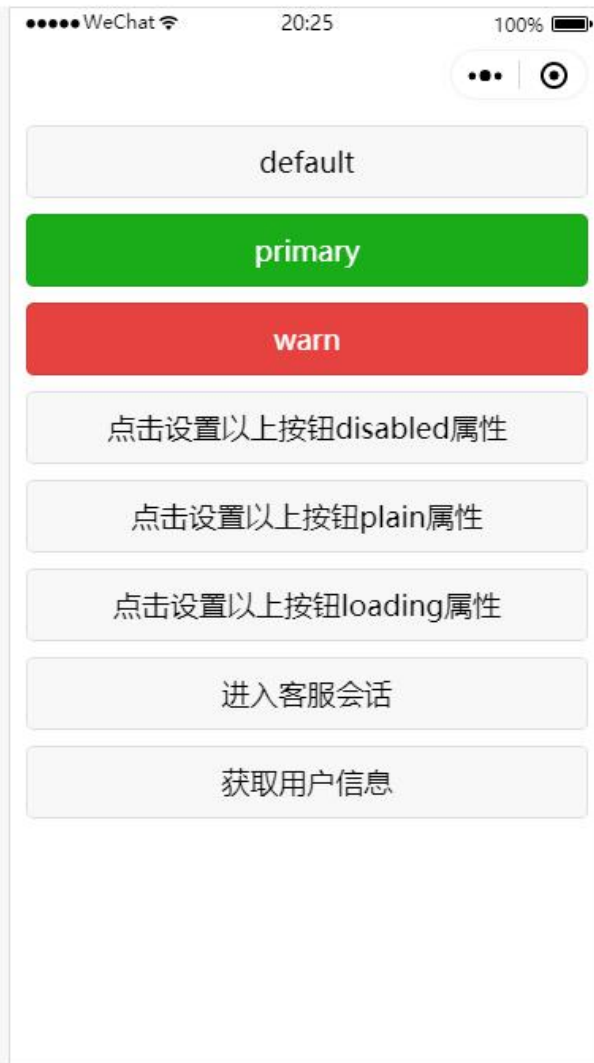 ●●●●●WeChat
20:25
100%
default
primary
warn
点击设置以上按钮disabled属性
点击设置以上按钮plain属性
点击设置以上按钮loading属性
进入客服会话
获取用户信息